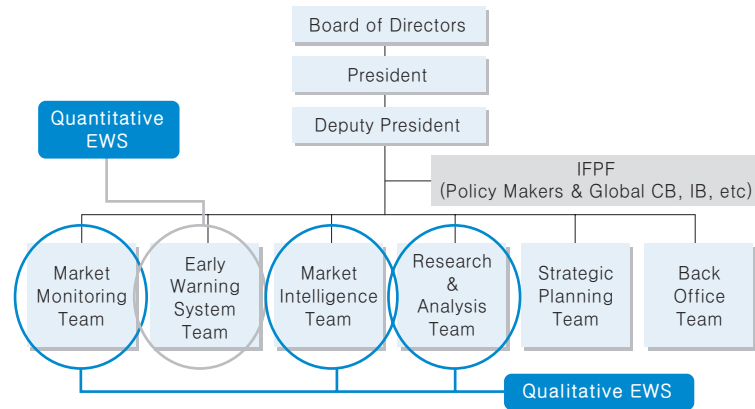 Board of Directors
President
Quantitative
EWS
Deputy President
IFPF
(Policy Makers & Global CB, IB, etc)
Market
Monitoring
Team
Early
Warning
System
Team
Market
Intelligence
Team
Research
&
Analysis
Team
Strategic
Planning
Team
Back
Office
Team
Qualitative EWS